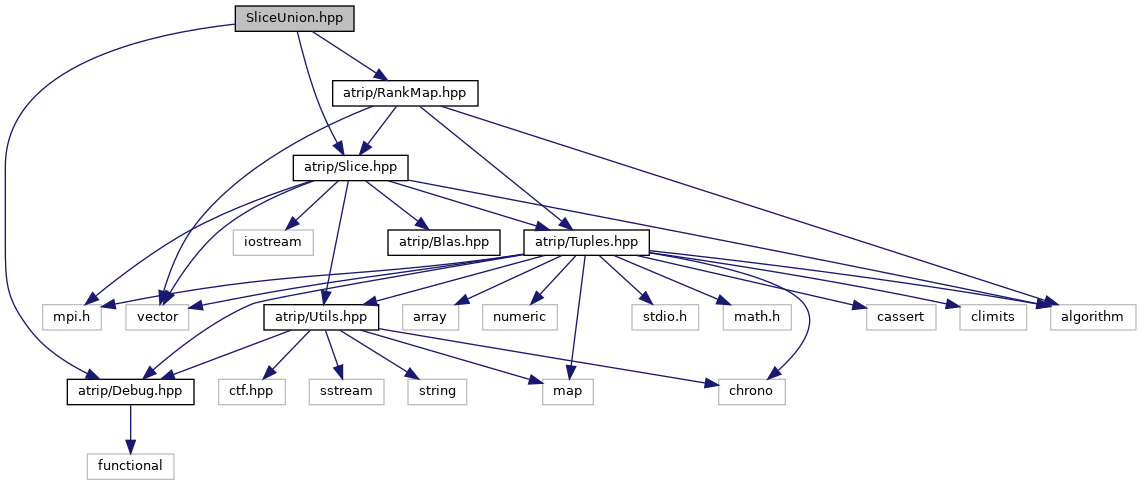 SliceUnion.hpp
atrip/RankMap.hpp
atrip/Slice.hpp
iostream
atrip/Blas.hpp
atrip/Tuples.hpp
mpi.h
vector
atrip/Utils.hpp
array
numeric
stdio.h
math.h
cassert
climits
algorithm
atrip/Debug.hpp
ctf.hpp
sstream
string
map
chrono
functional